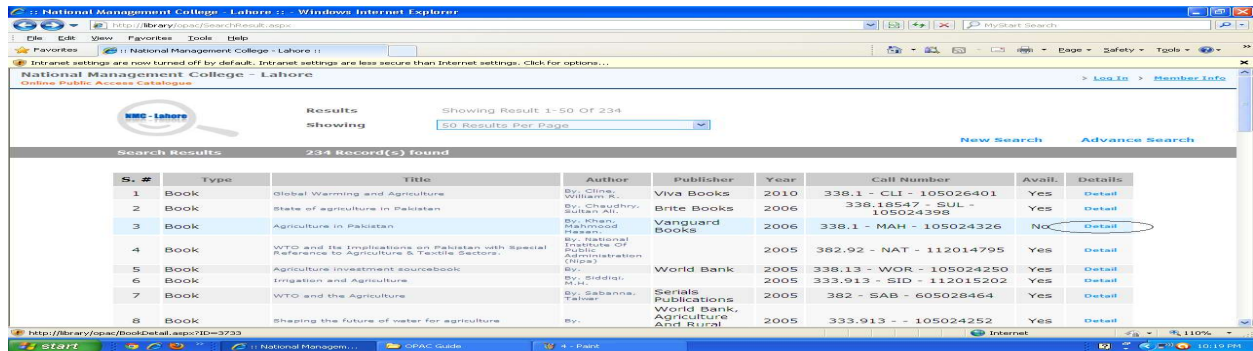 :: National Management College - Lahore :: - Windows Internet Explorer
http://library/opac/SearchResult.aspx
MyStart Search
File Edit View Favorites Tools Help
Favorites :: National Management College - Lahore ::
Page Safety Tools
Intranet settings are now turned off by default. Intranet settings are less secure than Internet settings. Click for options...
National Management College - Lahore
Online Public Access Catalogue
> Log In > Member Info
NMC - Lahore
Results Showing Result 1-50 Of 234
Showing 50 Results Per Page
New Search Advance Search
Search Results 234 Record(s) found
S. # Type Title Author Publisher Year Call Number Avail. Details
1 Book Global Warming and Agriculture By. Cline, William R. Viva Books 2010 338.1 - CLI - 105026401 Yes Detail
2 Book State of agriculture in Pakistan By. Chaudhry, Sultan Ali. Brite Books 2006 338.18547 - SUL - 105024398 Yes Detail
3 Book Agriculture in Pakistan By. Khan, Mahmood Hasan. Vanguard Books 2006 338.1 - MAH - 105024326 No Detail
4 Book WTO and Its Implications on Pakistan wth Special Reference to Agriculture & Textile Sectors. By. National Institute Of Public Administration (Nipa) 2005 382.92 - NAT - 112014795 Yes Detail
5 Book Agriculture investment sourcebook By. World Bank 2005 338.13 - WOR - 105024250 Yes Detail
6 Book Irrigation and Agriculture By. Siddiqi, M.H. 2005 333.913 - SID - 112015202 Yes Detail
7 Book WTO and the Agriculture By. Sabanna, Talwar Serials Publications 2005 382 - SAB - 605028464 Yes Detail
8 Book Shaping the future of water for agriculture By. World Bank, Agriculture And Rural 2005 333.913 - - 105024252 Yes Detail
http://library/opac/BookDetail.aspx?ID=3733 Internet 110%
start :: National Managem... OPAC Guide 4 - Paint 10:19 PM